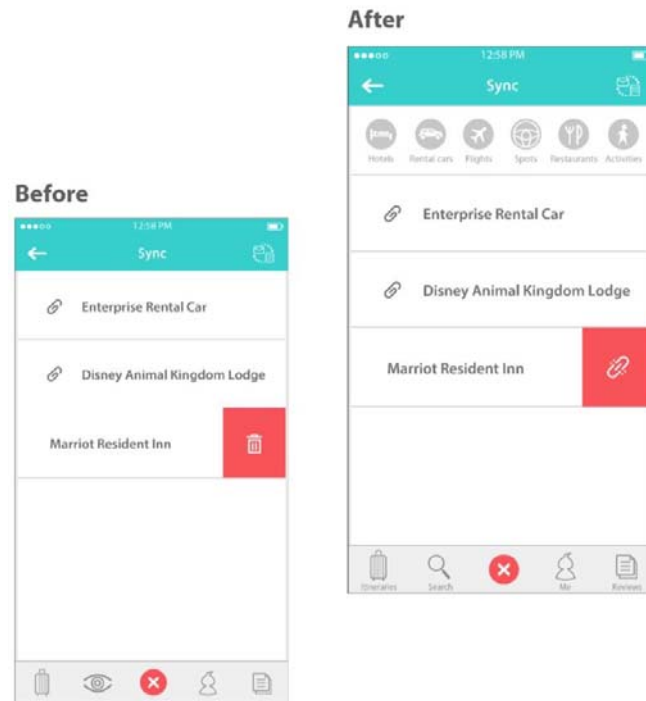 After
12:58 PM
Sync
Hotels Rental cars Flights Spots Restaurants Activities
Enterprise Rental Car
Disney Animal Kingdom Lodge
Marriot Resident Inn
Itineraries Search Me Reviews
Before
12:58 PM
Sync
Enterprise Rental Car
Disney Animal Kingdom Lodge
Marriot Resident Inn